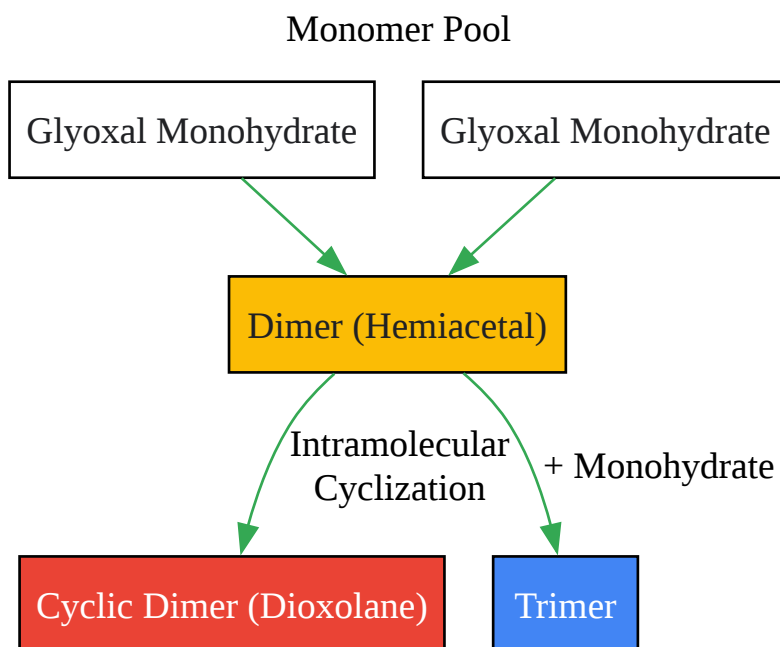 Monomer Pool
Glyoxal Monohydrate
Glyoxal Monohydrate
Dimer (Hemiacetal)
Intramolecular
Cyclization
+ Monohydrate
Cyclic Dimer (Dioxolane)
Trimer